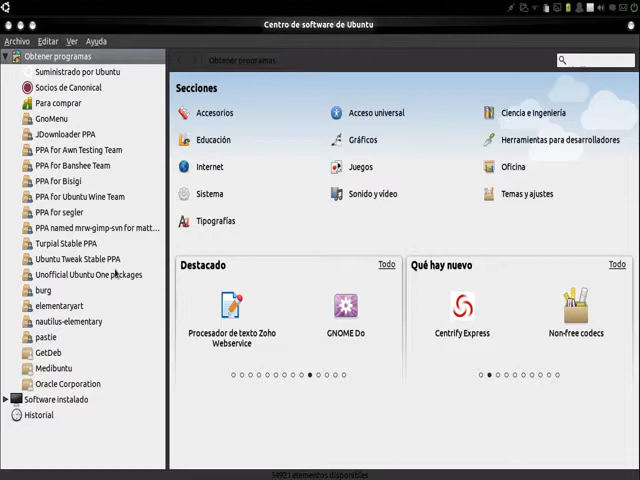 Centro de software de Ubuntu
Archivo Editar Ver Ayuda
Obtener programas
Suministrado por Ubuntu
Socios de Canonical
Para comprar
GnoMenu
JDownloader PPA
PPA for Awn Testing Team
PPA for Banshee Team
PPA for Bisigi
PPA for Ubuntu Wine Team
PPA for segler
PPA named mrw-gimp-svn for matt...
Turpial Stable PPA
Ubuntu Tweak Stable PPA
Unofficial Ubuntu One packages
burg
elementaryart
nautilus-elementary
pastie
GetDeb
Medibuntu
Oracle Corporation
Software instalado
Historial
Obtener programas
Secciones
Accesorios
Acceso universal
Ciencia e Ingeniería
Educación
Gráficos
Herramientas para desarrolladores
Internet
Juegos
Oficina
Sistema
Sonido y vídeo
Temas y ajustes
Tipografías
Destacado Todo
Procesador de texto Zoho
Webservice
GNOME Do
Qué hay nuevo Todo
Centrify Express
Non-free codecs
34921 elementos disponibles